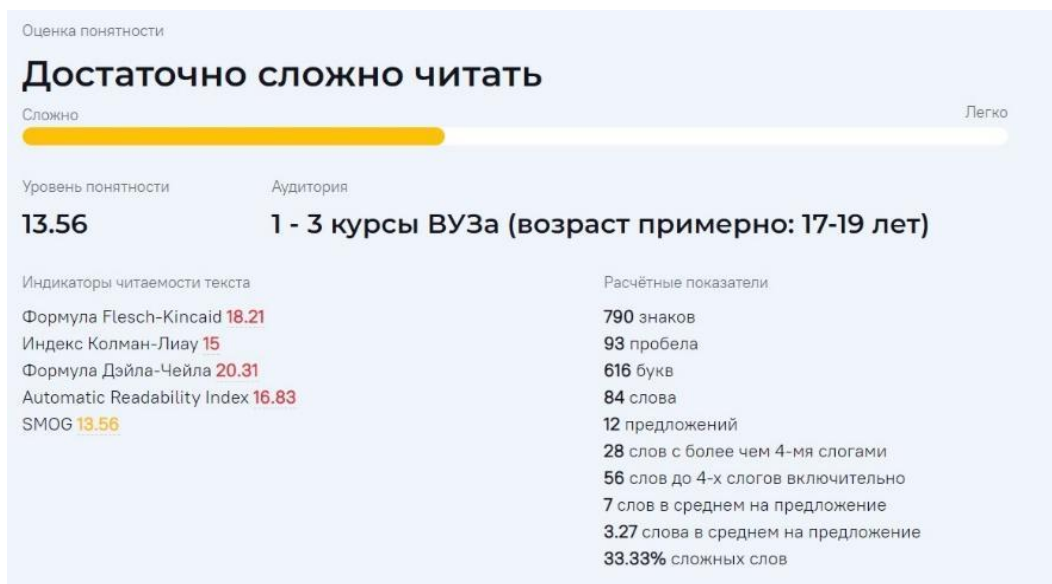 Оценка понятности
Достаточно сложно читать
Сложно
Легко
Уровень понятности
Аудитория
13.56
1 - 3 курсы ВУЗа (возраст примерно: 17-19 лет)
Индикаторы читаемости текста
Формула Flesch-Kincaid 18.21
Индекс Колман-Лиау 15
Формула Дэйла-Чейла 20.31
Automatic Readability Index 16.83
SMOG 13.56
Расчётные показатели
790 знаков
93 пробела
616 букв
84 слова
12 предложений
28 слов с более чем 4-мя слогами
56 слов до 4-х слогов включительно
7 слов в среднем на предложение
3.27 слова в среднем на предложение
33.33% сложных слов